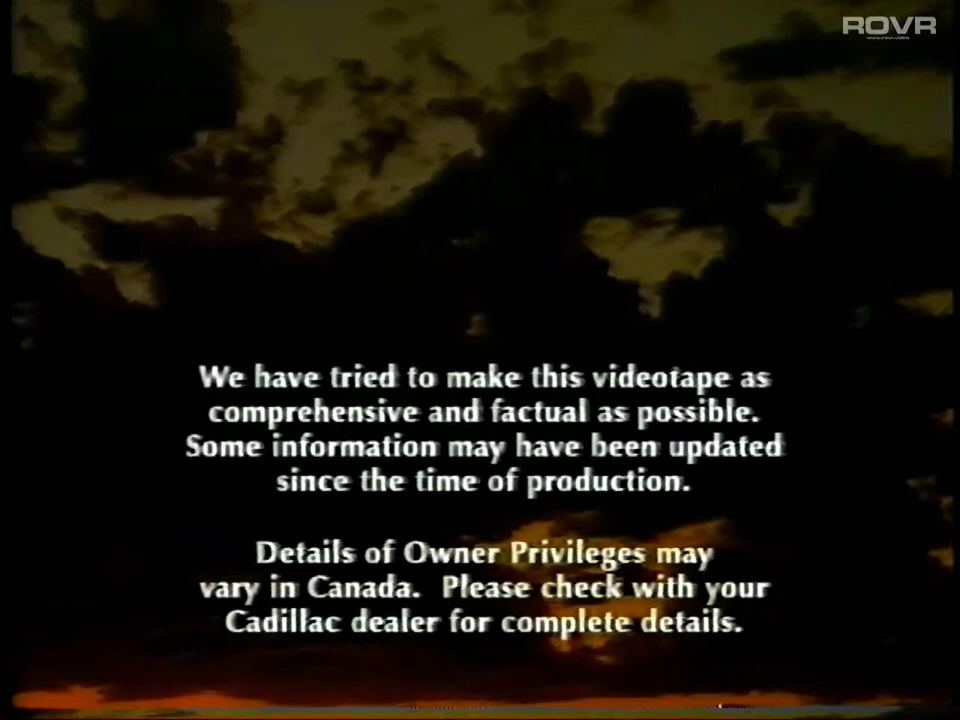 ROVR
We have tried to make this videotape as
comprehensive and factual as possible.
Some information may have been updated
since the time of production.
Details of Owner Privileges may
vary in Canada. Please check with your
Cadillac dealer for complete details.